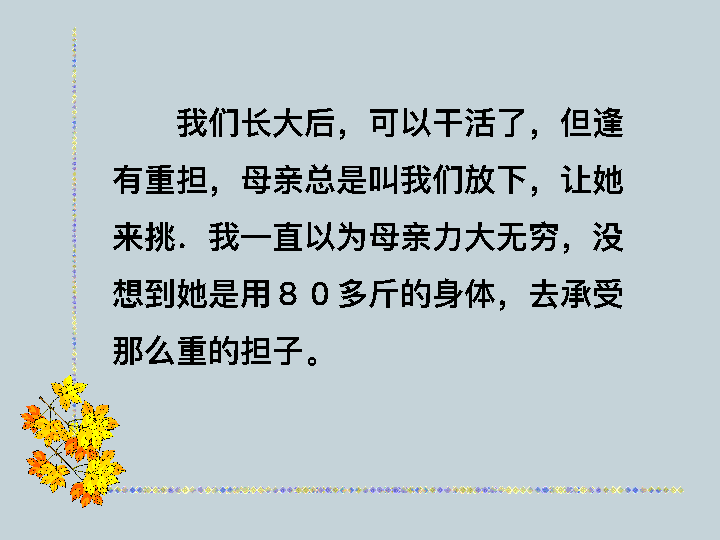 我们长大后，可以干活了，但逢
有重担，母亲总是叫我们放下，让她
来挑．我一直以为母亲力大无穷，没
想到她是用８０多斤的身体，去承受
那么重的担子。